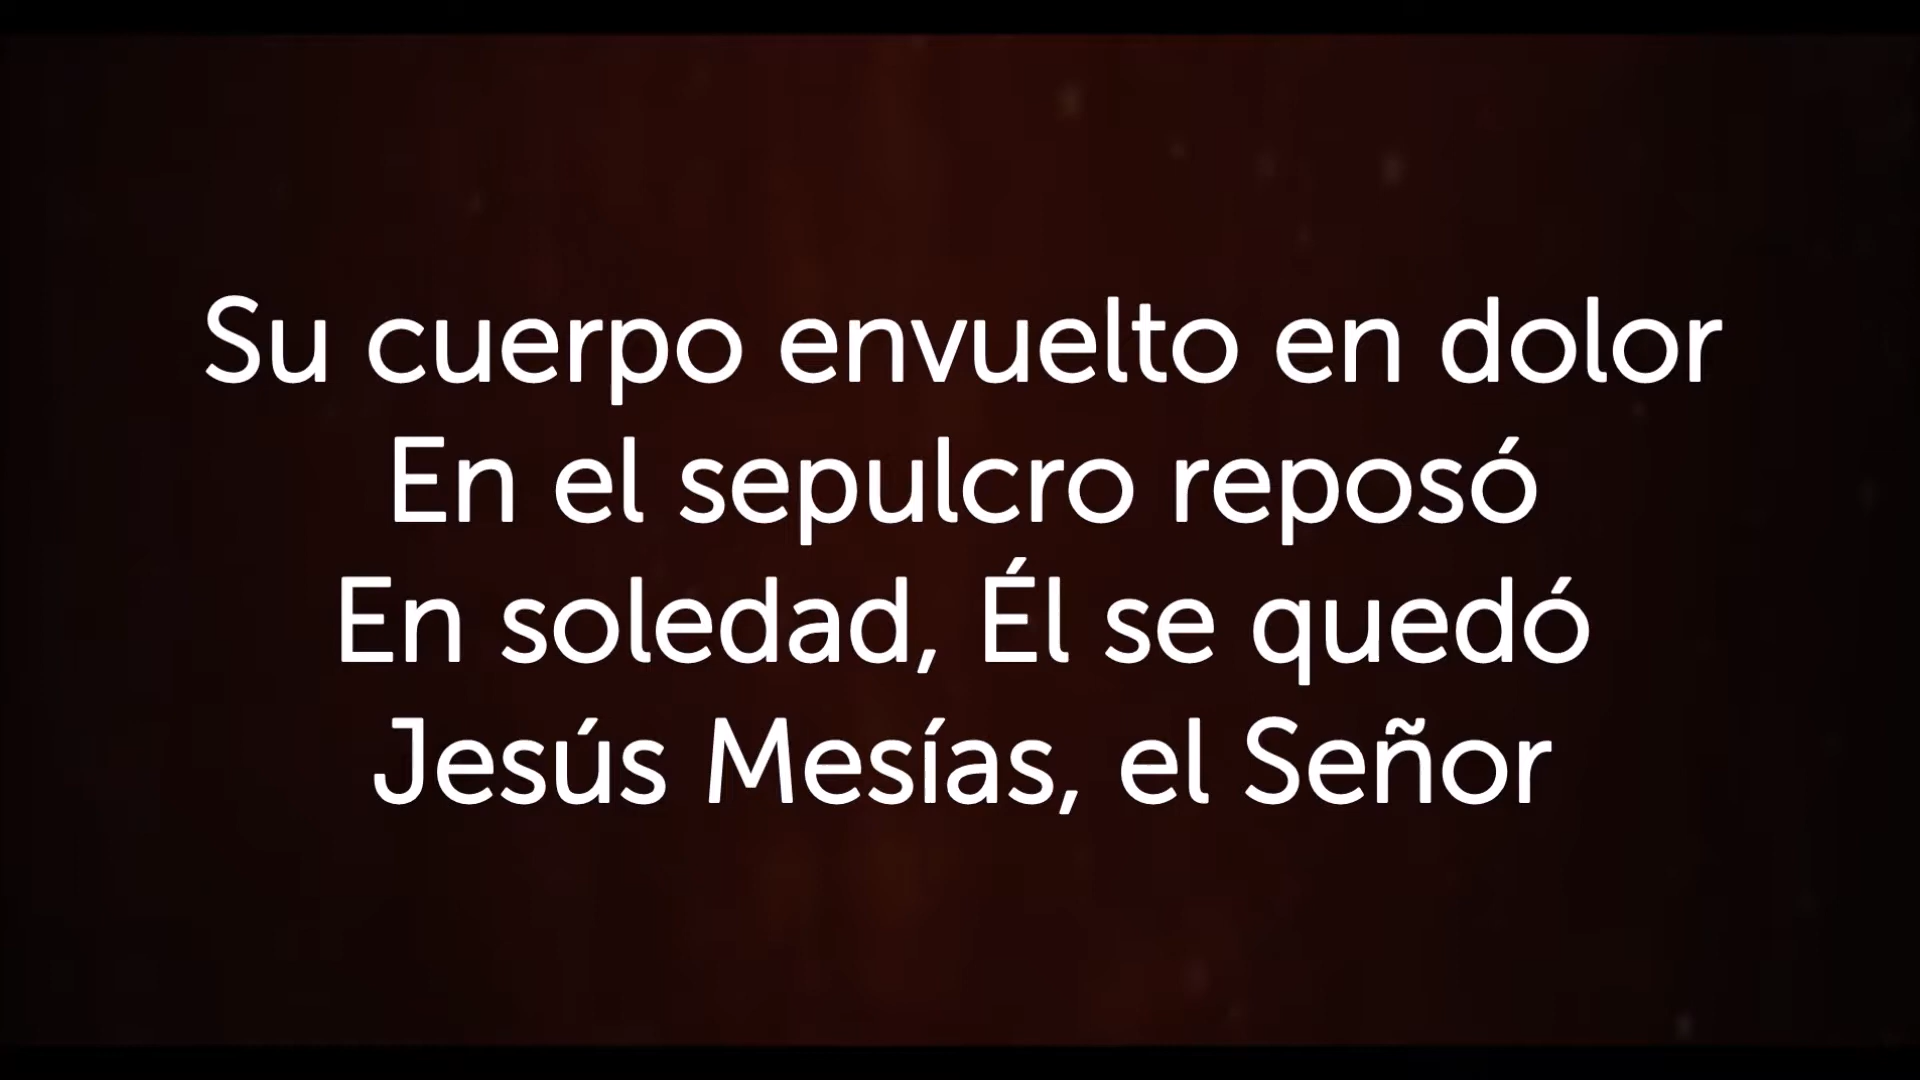 Su cuerpo envuelto en dolor
En el sepulcro reposó
En soledad, Él se quedó
Jesús Mesías, el Señor